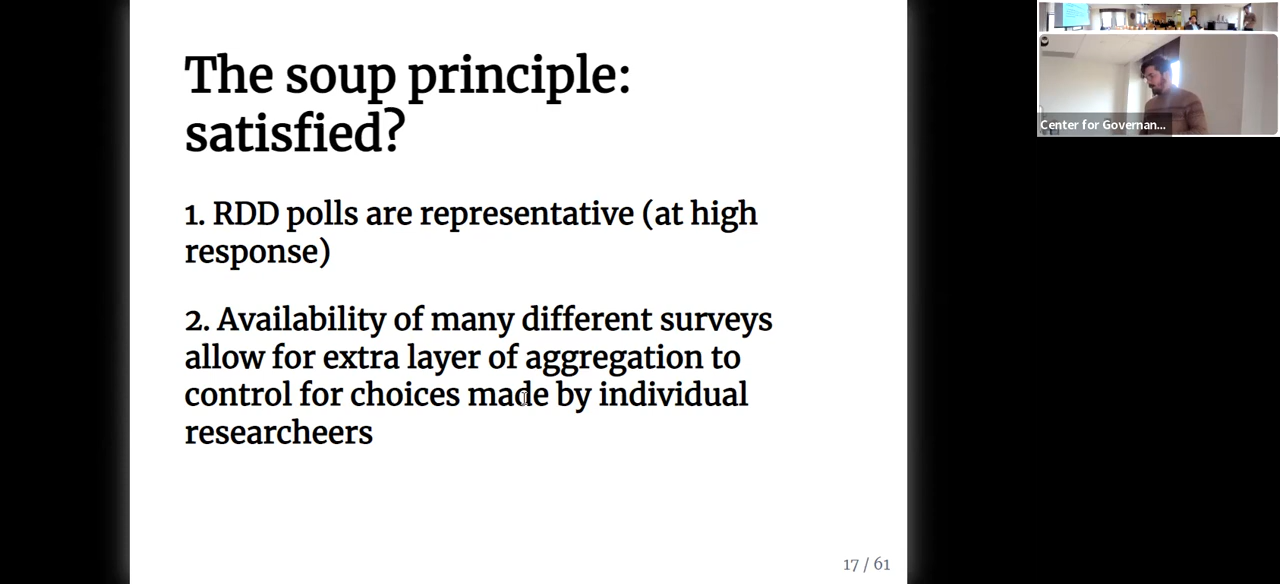 The soup principle:
satisfied?
1. RDD polls are representative (at high
response)
2. Availability of many different surveys
allow for extra layer of aggregation to
control for choices made by individual
researcheers
17 / 61
Center for Governan...